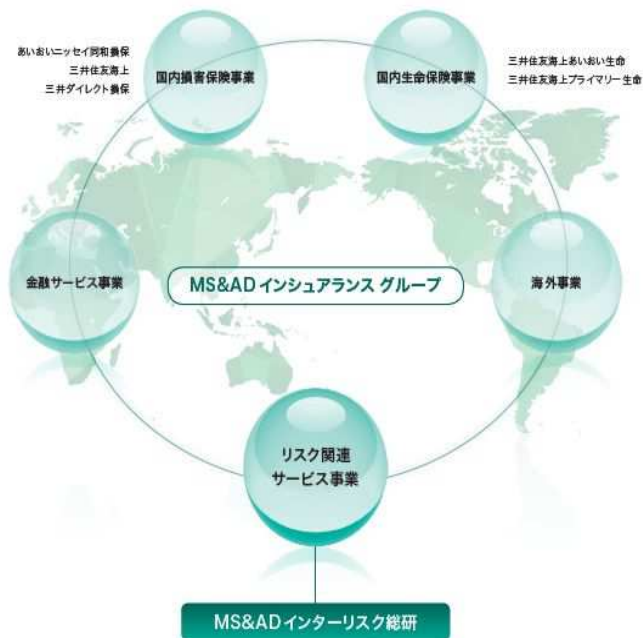 あいおいニッセイ同和損保
三井住友海上
三井ダイレクト損保
国内損害保険事業
国内生命保険事業
三井住友海上あいおい生命
三井住友海上プライマリー生命
金融サービス事業
MS&AD インシュアランス グループ
海外事業
リスク関連
サービス事業
MS&ADインターリスク総研